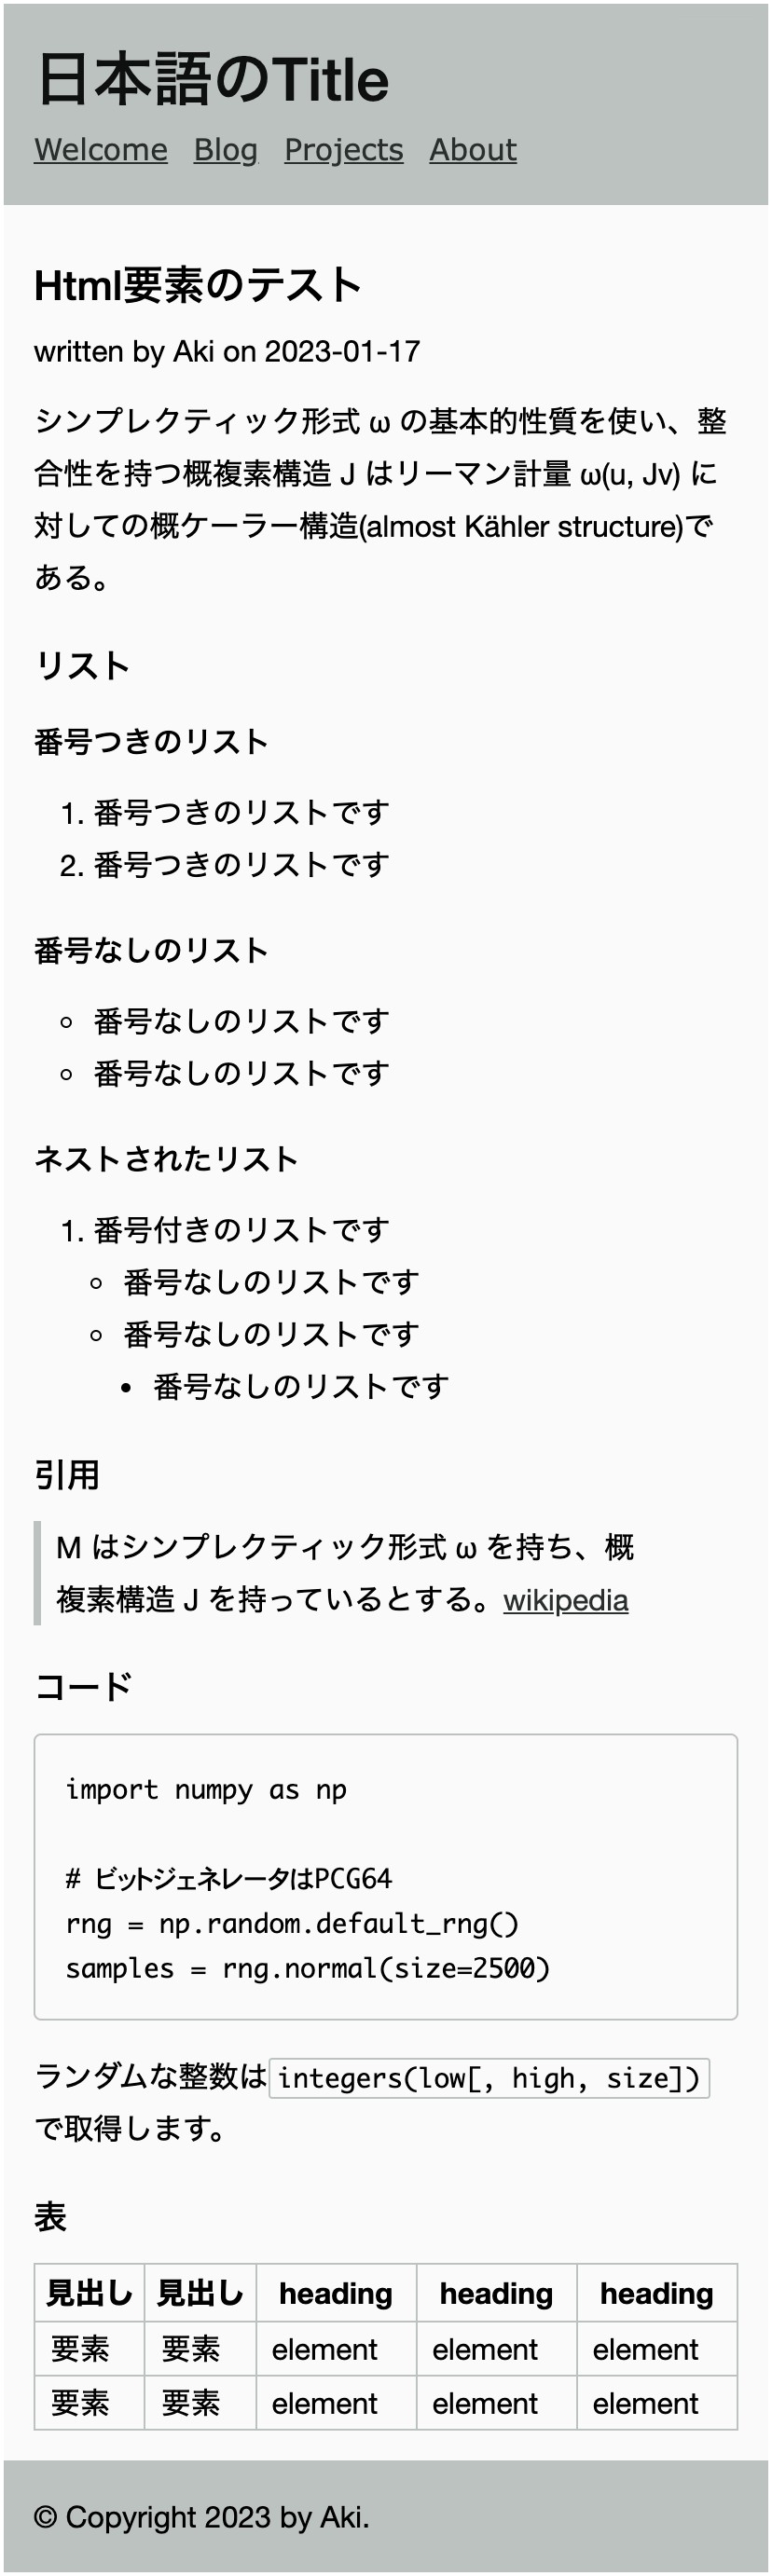 日本語のTitle
Welcome Blog Projects About
Html要素のテスト
written by Aki on 2023-01-17
シンプレクティック形式 ω の基本的性質を使い、整
合性を持つ概複素構造 J はリーマン計量 ω(u, Jv) に
対しての概ケーラー構造(almost Kähler structure)で
ある。
リスト
番号つきのリスト
1. 番号つきのリストです
2. 番号つきのリストです
番号なしのリスト
◦ 番号なしのリストです
◦ 番号なしのリストです
ネストされたリスト
1. 番号付きのリストです
◦ 番号なしのリストです
◦ 番号なしのリストです
• 番号なしのリストです
引用
M はシンプレクティック形式 ω を持ち、概
複素構造 J を持っているとする。wikipedia
コード
import numpy as np
# ビットジェネレータはPCG64
rng = np.random.default_rng()
samples = rng.normal(size=2500)
ランダムな整数はintegers(low[, high, size])
で取得します。
表
見出し 見出し heading heading heading
要素 要素 element element element
要素 要素 element element element
© Copyright 2023 by Aki.